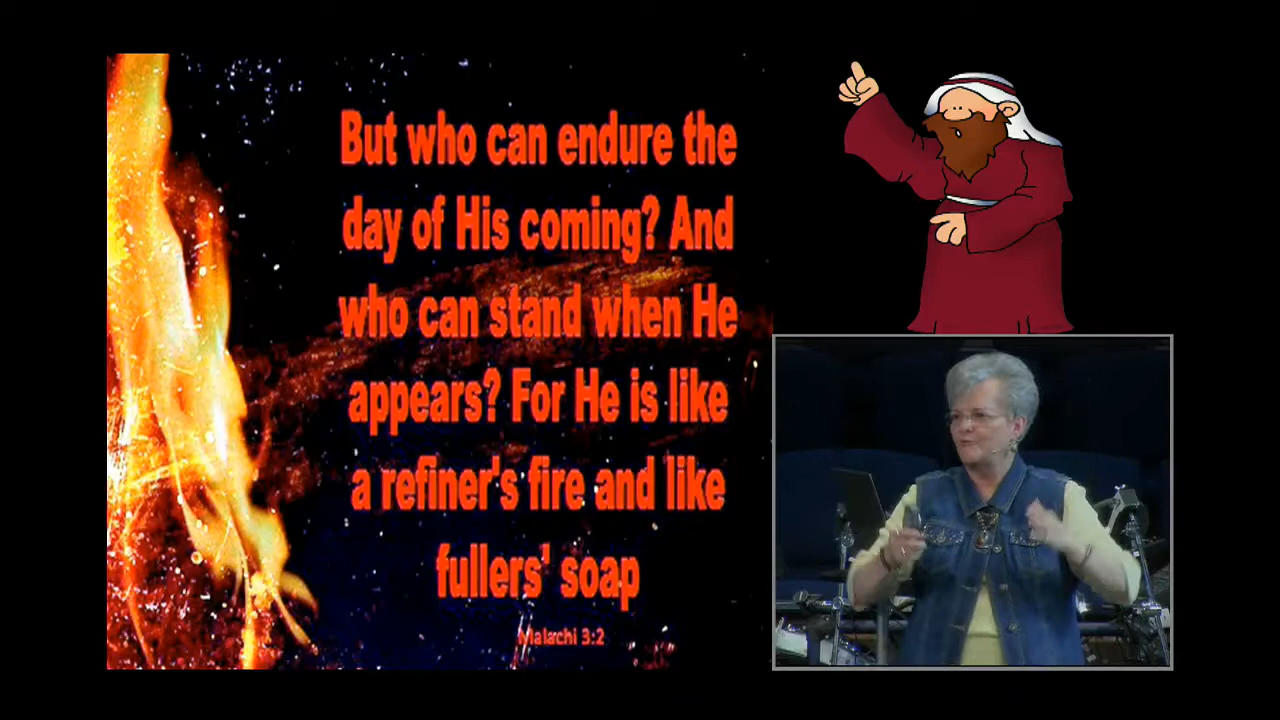 But who can endure the
day of His coming? And
who can stand when He
appears? For He is like
a refiner's fire and like
fullers' soap
Malachi 3:2